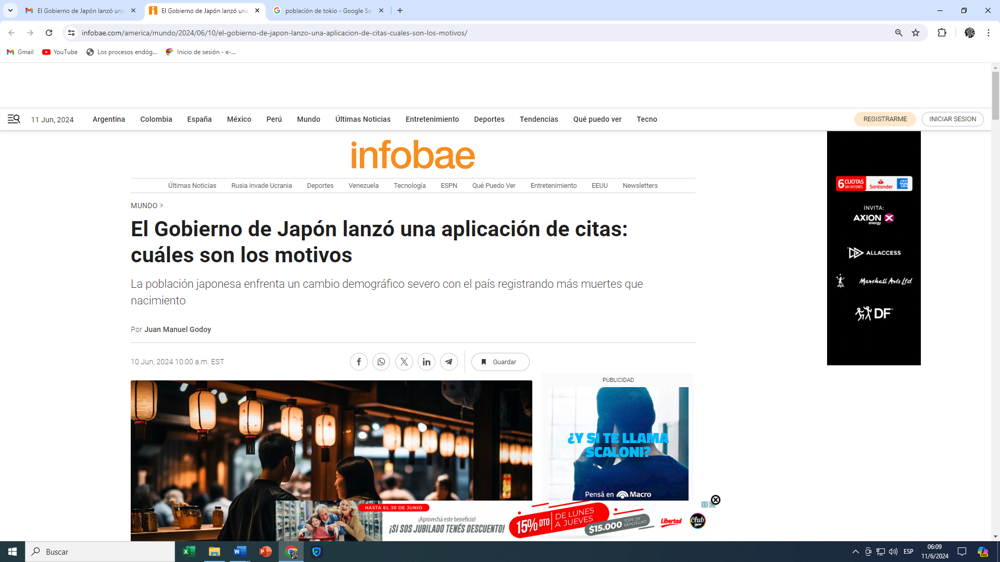 El Gobierno de Japón lanzó una
El Gobierno de Japón lanzó una
población de tokio - Google Se
infobae.com/america/mundo/2024/06/10/el-gobierno-de-japon-lanzo-una-aplicacion-de-citas-cuales-son-los-motivos/
Gmail
YouTube
Los procesos endóg...
Inicio de sesión - e-...
11 Jun, 2024
Argentina
Colombia
España
México
Perú
Mundo
Últimas Noticias
Entretenimiento
Deportes
Tendencias
Qué puedo ver
Tecno
REGISTRARME
INICIAR SESION
infobae
Últimas Noticias
Rusia invade Ucrania
Deportes
Venezuela
Tecnología
ESPN
Qué Puedo Ver
Entretenimiento
EEUU
Newsletters
MUNDO >
El Gobierno de Japón lanzó una aplicación de citas:
cuáles son los motivos
La población japonesa enfrenta un cambio demográfico severo con el país registrando más muertes que
nacimiento
Por Juan Manuel Godoy
10 Jun, 2024 10:00 a.m. EST
Guardar
6 CUOTAS
SIN INTERÉS
Santander
AMEX
INVITA:
AXION
energy
ALLACCESS
Marshall Arts Ltd.
DF
PUBLICIDAD
¿Y SI TE LLAMA
SCALONI?
Pensá en Macro
HASTA EL 30 DE JUNIO
¡Aprovechá este beneficio!
¡SI SOS JUBILADO TENÉS DESCUENTO!
15% DTO
DE LUNES
A JUEVES
$15.000
TOPE DE
REINTEGRO
Libertad
Club
Buscar
ESP
06:09
11/6/2024